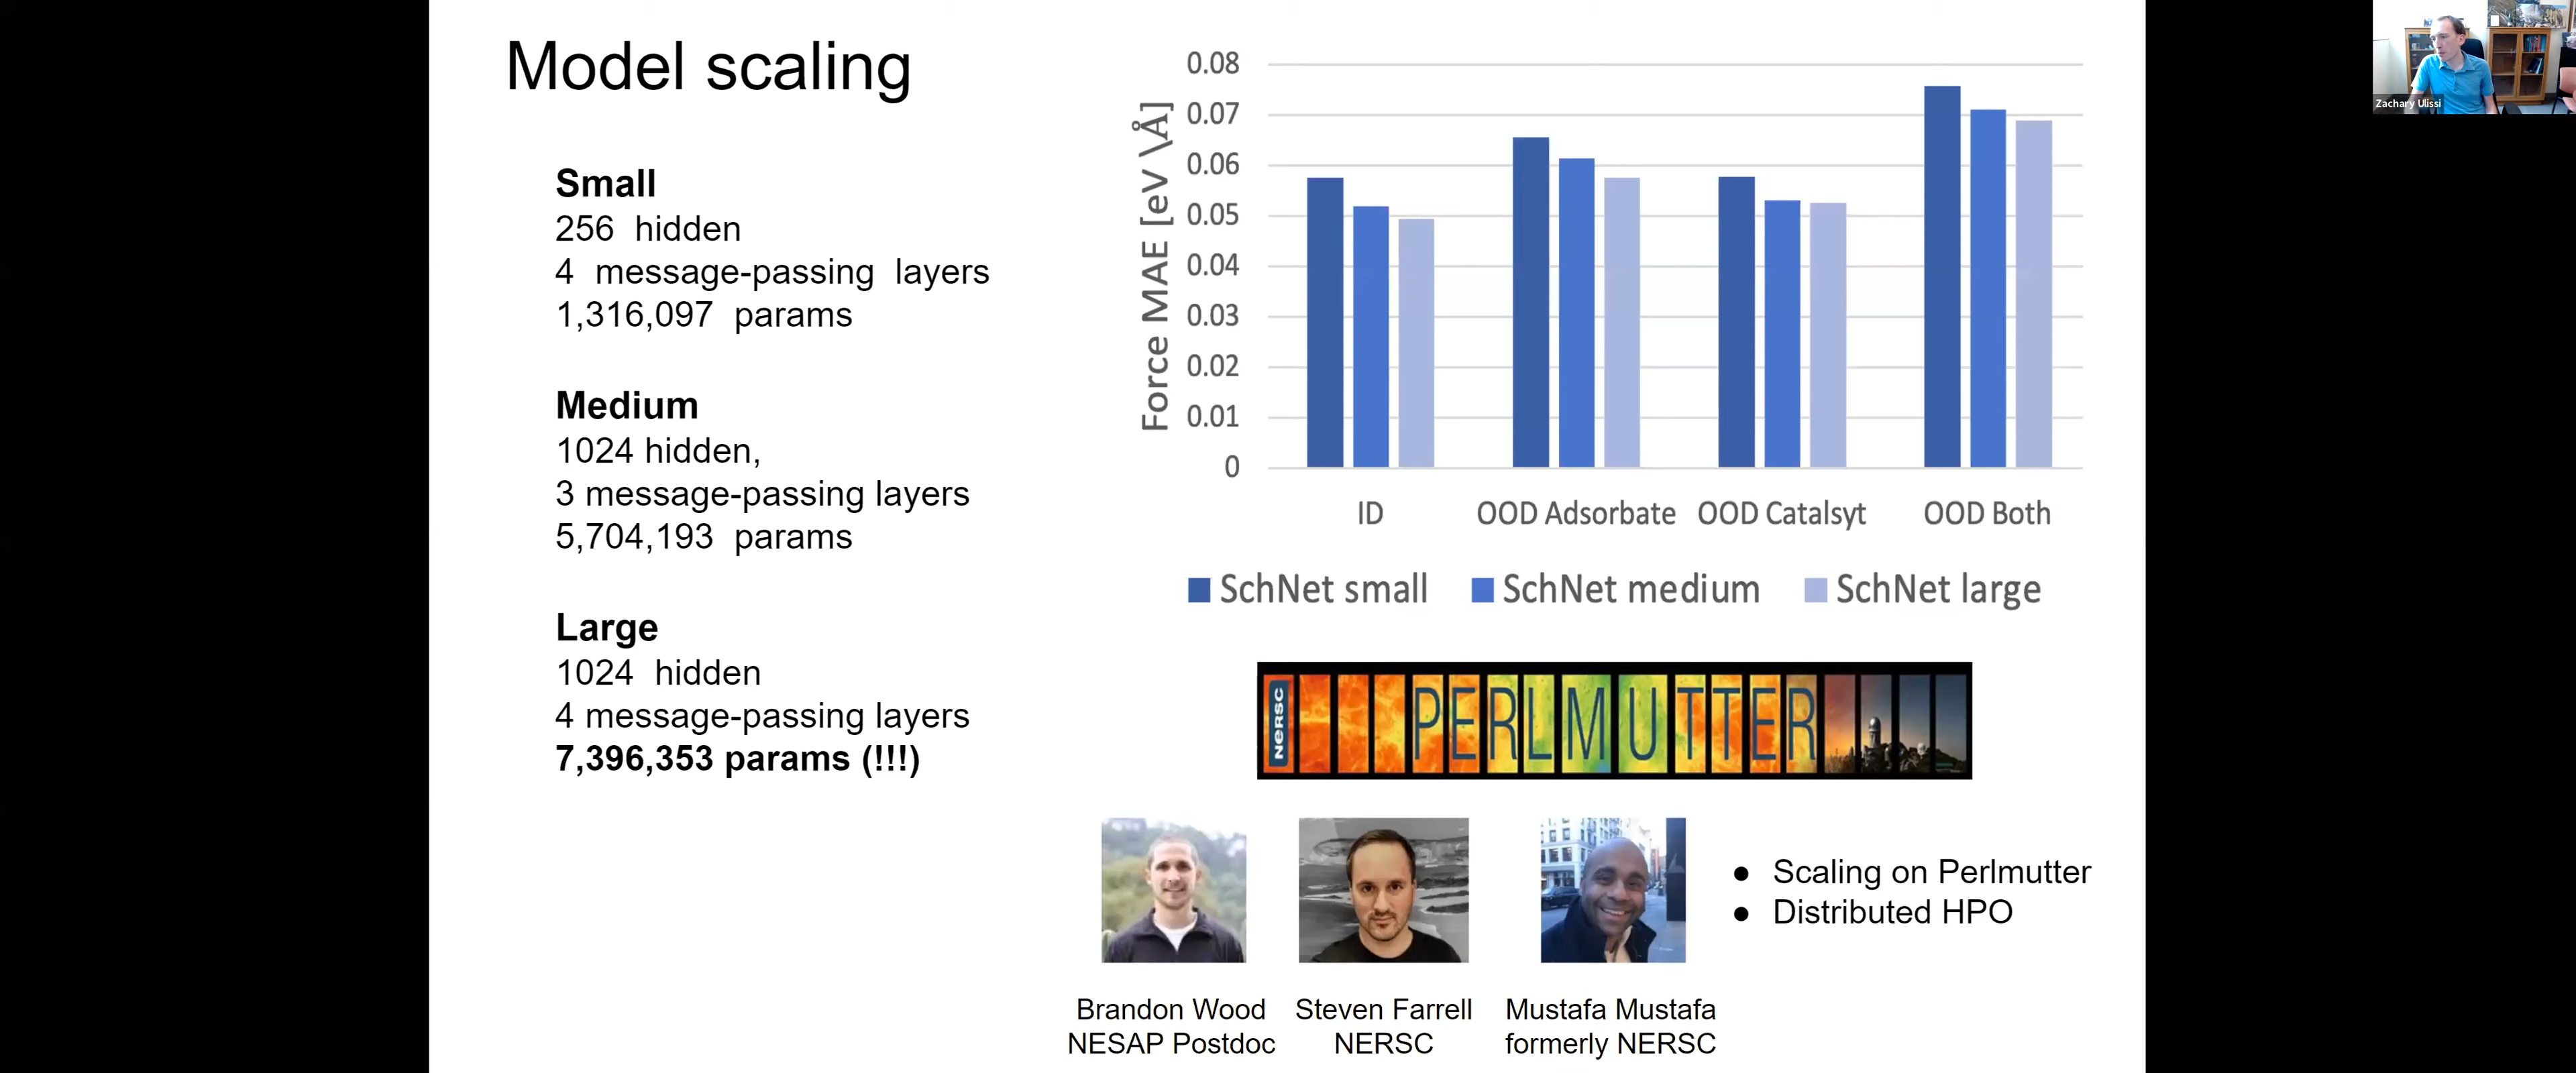 Model scaling
Small
256 hidden
4 message-passing layers
1,316,097 params
Medium
1024 hidden,
3 message-passing layers
5,704,193 params
Large
1024 hidden
4 message-passing layers
7,396,353 params (!!!)
Force MAE [eV \Å]
0.08
0.07
0.06
0.05
0.04
0.03
0.02
0.01
0
ID OOD Adsorbate OOD Catalsyt OOD Both
SchNet small SchNet medium SchNet large
NERSC PERLMUTTER
Brandon Wood
NESAP Postdoc
Steven Farrell
NERSC
Mustafa Mustafa
formerly NERSC
● Scaling on Perlmutter
● Distributed HPO
Zachary Ulissi